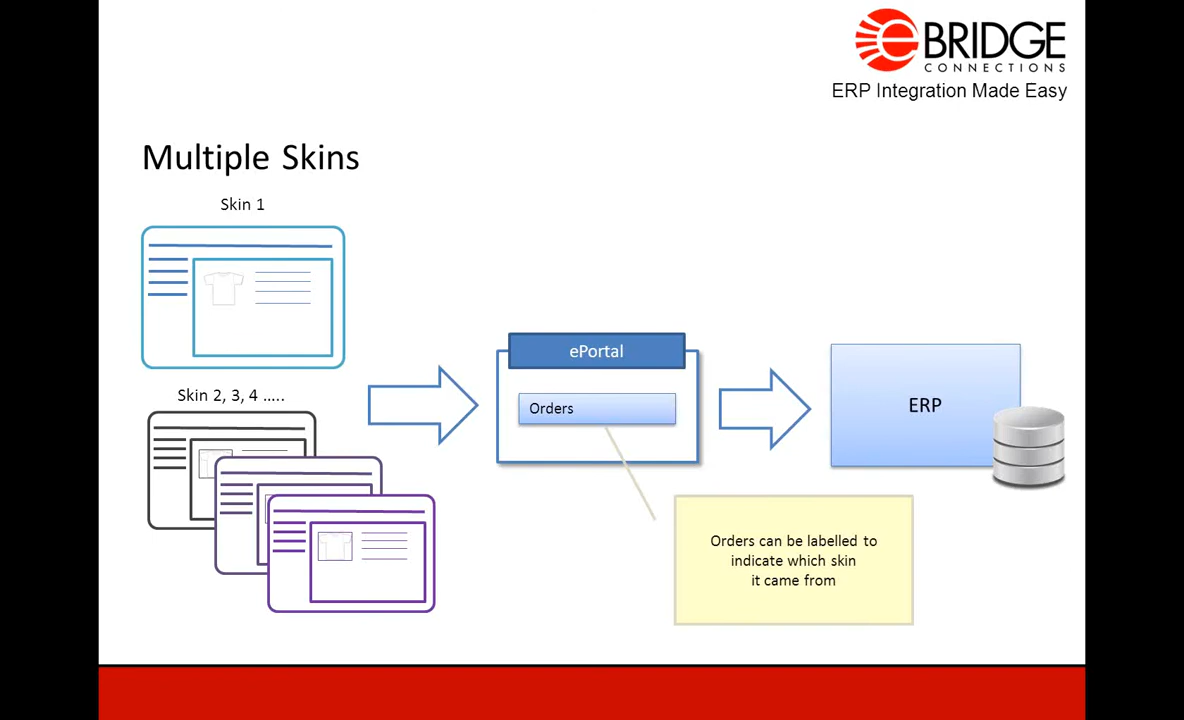 eBRIDGE
CONNECTIONS
ERP Integration Made Easy
Multiple Skins
Skin 1
Skin 2, 3, 4 .....
ePortal
Orders
ERP
Orders can be labelled to
indicate which skin
it came from